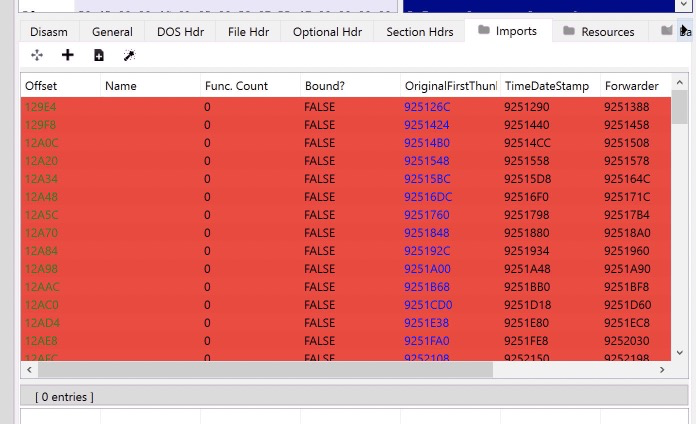 Disasm General DOS Hdr File Hdr Optional Hdr Section Hdrs Imports Resources
Offset Name Func. Count Bound? OriginalFirstThunl TimeDateStamp Forwarder
129E4 0 FALSE 925126C 9251290 9251388
129F8 0 FALSE 9251424 9251440 9251458
12A0C 0 FALSE 92514B0 92514CC 9251508
12A20 0 FALSE 9251548 9251558 9251578
12A34 0 FALSE 92515BC 92515D8 925164C
12A48 0 FALSE 92516DC 92516F0 925171C
12A5C 0 FALSE 9251760 9251798 92517B4
12A70 0 FALSE 9251848 9251880 92518A0
12A84 0 FALSE 925192C 9251934 9251960
12A98 0 FALSE 9251A00 9251A48 9251A90
12AAC 0 FALSE 9251B68 9251BB0 9251BF8
12AC0 0 FALSE 9251CD0 9251D18 9251D60
12AD4 0 FALSE 9251E38 9251E80 9251EC8
12AE8 0 FALSE 9251FA0 9251FE8 9252030
12AFC 0 FALSE 9252108 9252150 9252198
[ 0 entries ]